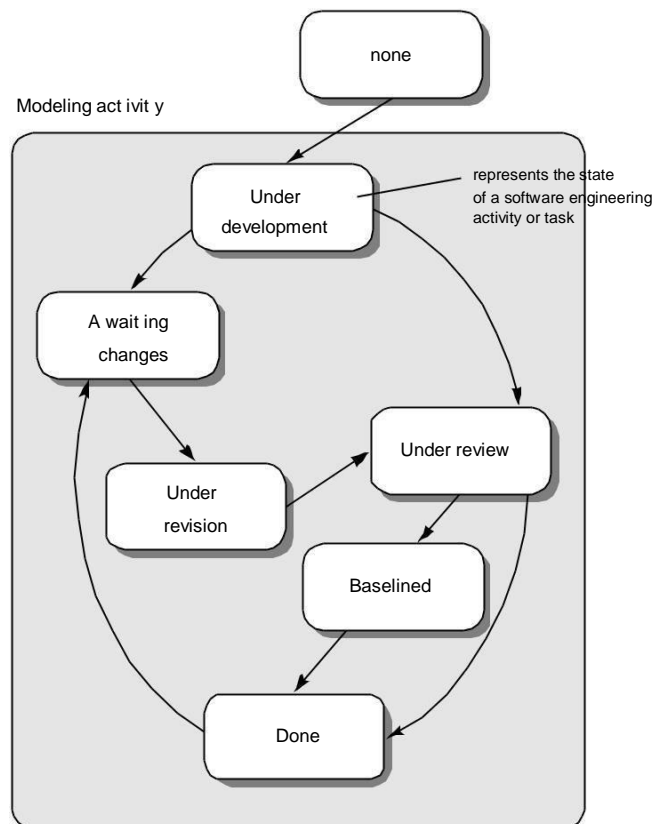 none
Modeling act ivit y
Under
development
represents the state
of a software engineering
activity or task
A wait ing
changes
Under review
Under
revision
Baselined
Done